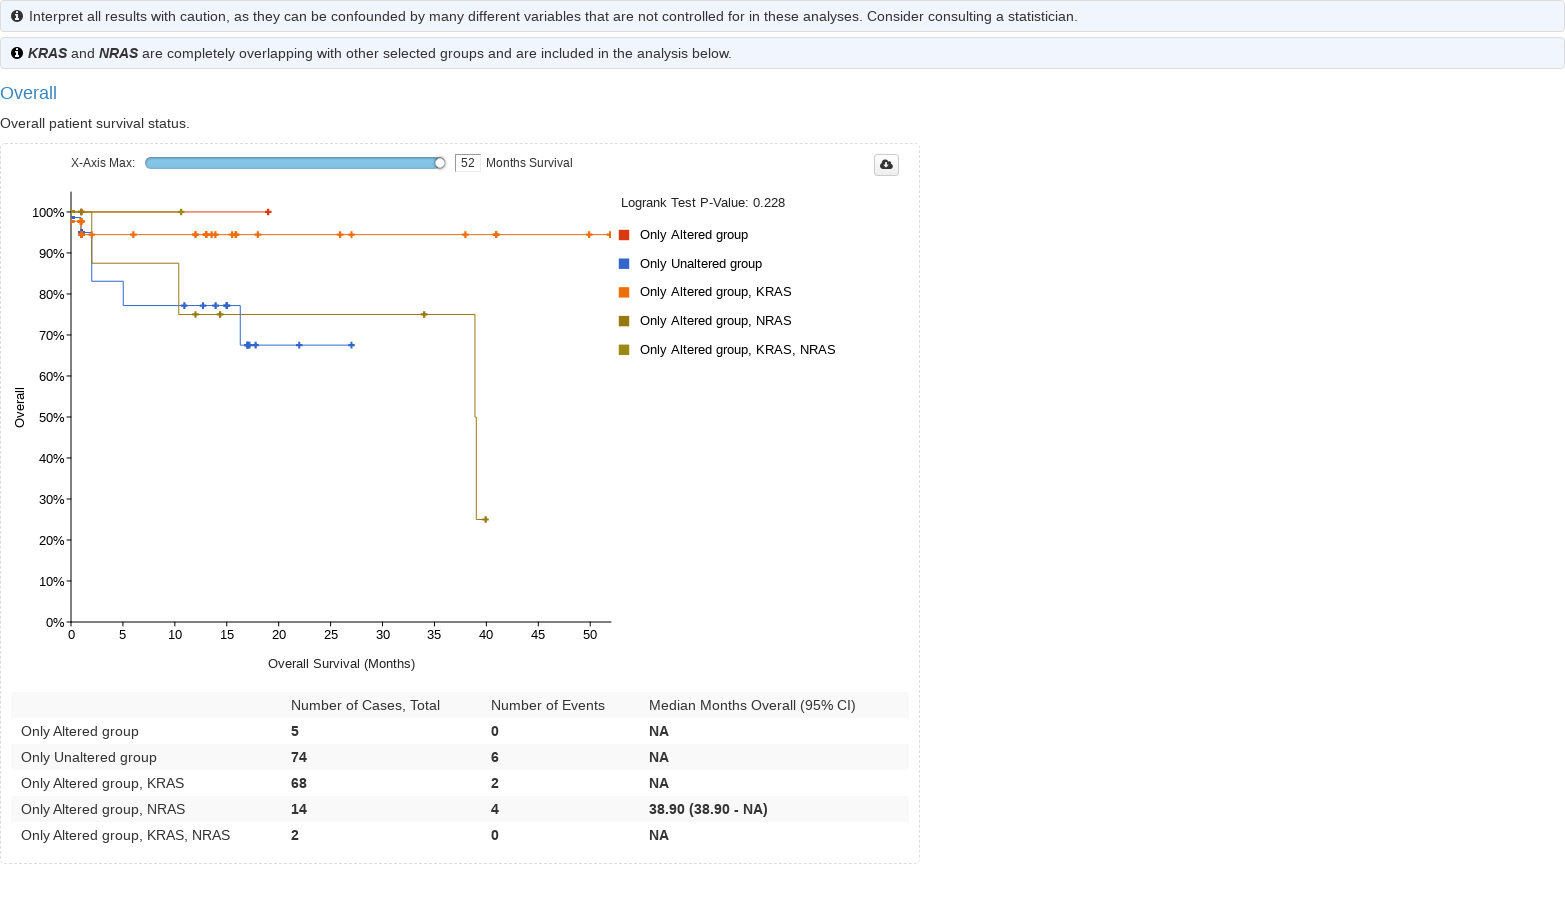 Interpret all results with caution, as they can be confounded by many different variables that are not controlled for in these analyses. Consider consulting a statistician.
KRAS and NRAS are completely overlapping with other selected groups and are included in the analysis below.
Overall
Overall patient survival status.
X-Axis Max: 52 Months Survival
Logrank Test P-Value: 0.228
Only Altered group
Only Unaltered group
Only Altered group, KRAS
Only Altered group, NRAS
Only Altered group, KRAS, NRAS
100%
90%
80%
70%
60%
50%
40%
30%
20%
10%
0%
Overall
0 5 10 15 20 25 30 35 40 45 50
Overall Survival (Months)
Number of Cases, Total Number of Events Median Months Overall (95% CI)
Only Altered group 5 0 NA
Only Unaltered group 74 6 NA
Only Altered group, KRAS 68 2 NA
Only Altered group, NRAS 14 4 38.90 (38.90 - NA)
Only Altered group, KRAS, NRAS 2 0 NA